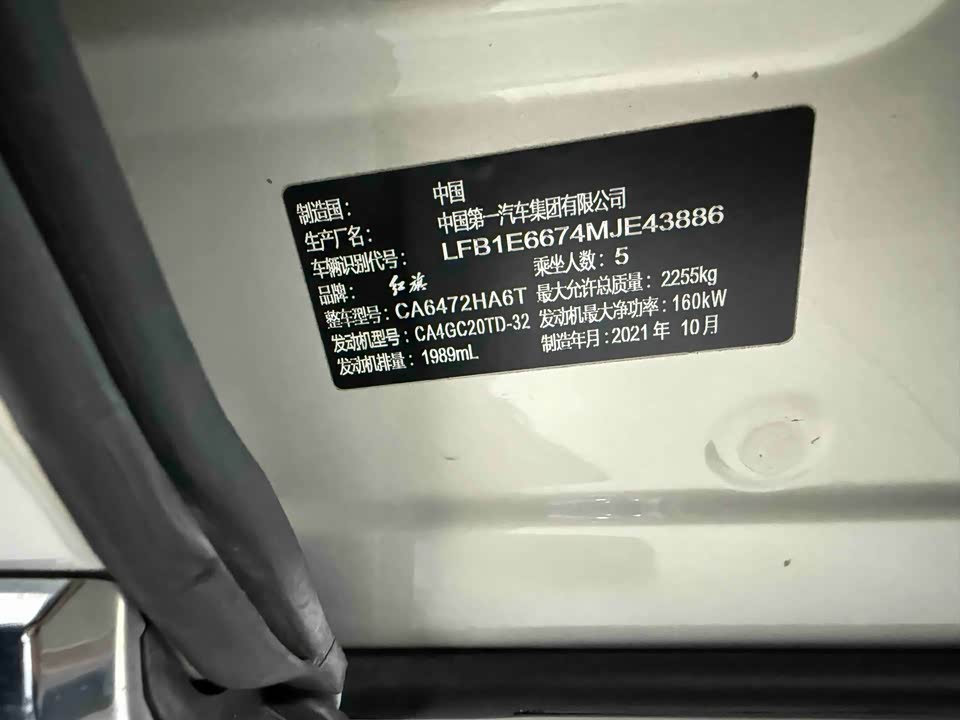 制造国： 中国
生产厂名： 中国第一汽车集团有限公司
车辆识别代号： LFB1E6674MJE43886
品牌： 红旗 乘坐人数：5
整车型号：CA6472HA6T 最大允许总质量： 2255kg
发动机型号：CA4GC20TD-32 发动机最大净功率：160kW
发动机排量：1989mL 制造年月：2021年 10月